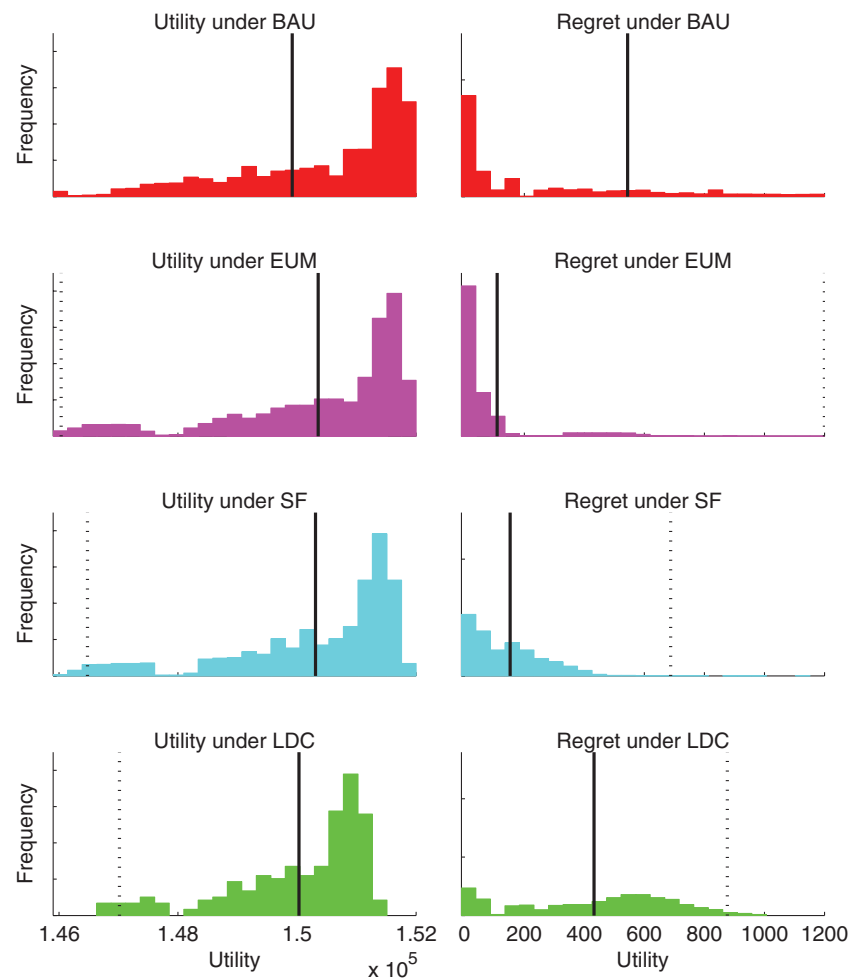 Utility under BAU
Regret under BAU
Frequency
Utility under EUM
Regret under EUM
Frequency
Utility under SF
Regret under SF
Frequency
Utility under LDC
Regret under LDC
Frequency
1.46 1.48 1.5 1.52
0 200 400 600 800 1000 1200
Utility
x 10^5
Utility